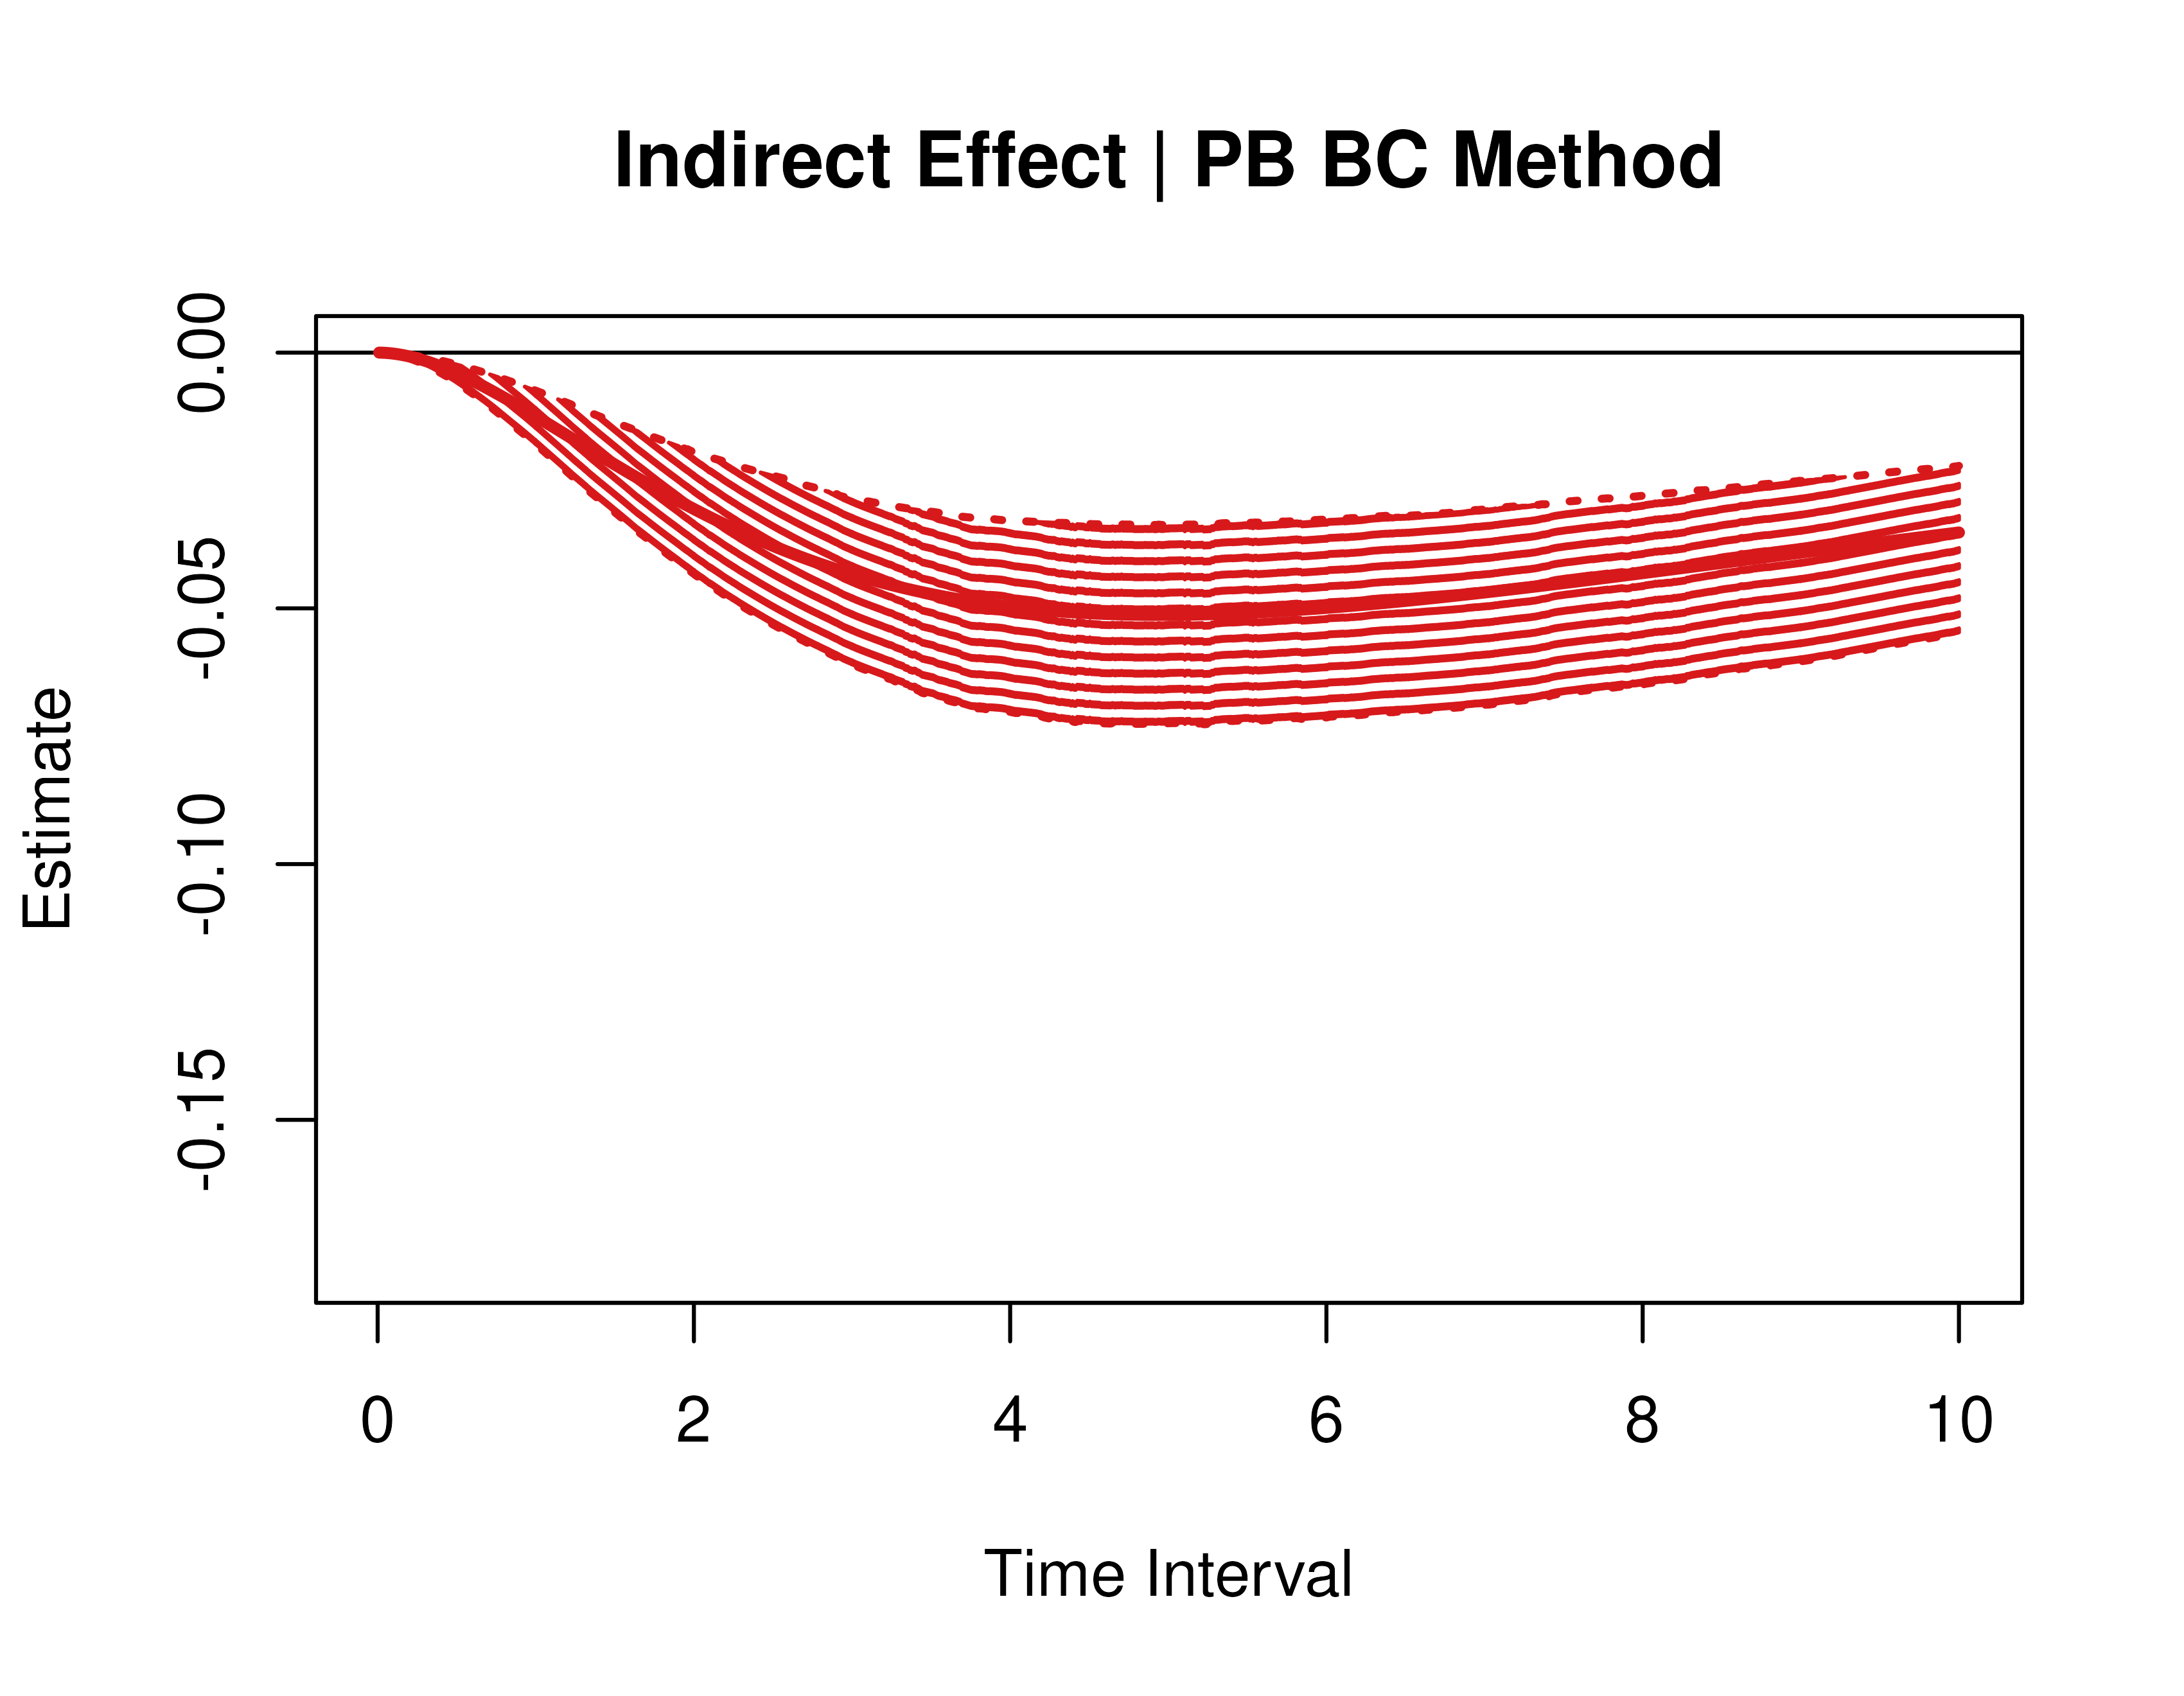 Indirect Effect | PB BC Method
Estimate
0.00
-0.05
-0.10
-0.15
0 2 4 6 8 10
Time Interval